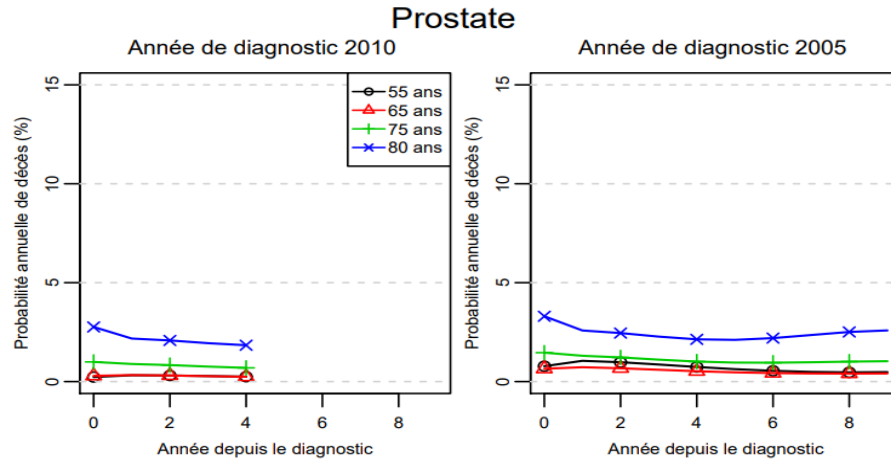 Prostate
Année de diagnostic 2010
Probabilité annuelle de décès (%)
15
10
5
0
55 ans
65 ans
75 ans
80 ans
0 2 4 6 8
Année depuis le diagnostic
Année de diagnostic 2005
Probabilité annuelle de décès (%)
15
10
5
0
0 2 4 6 8
Année depuis le diagnostic